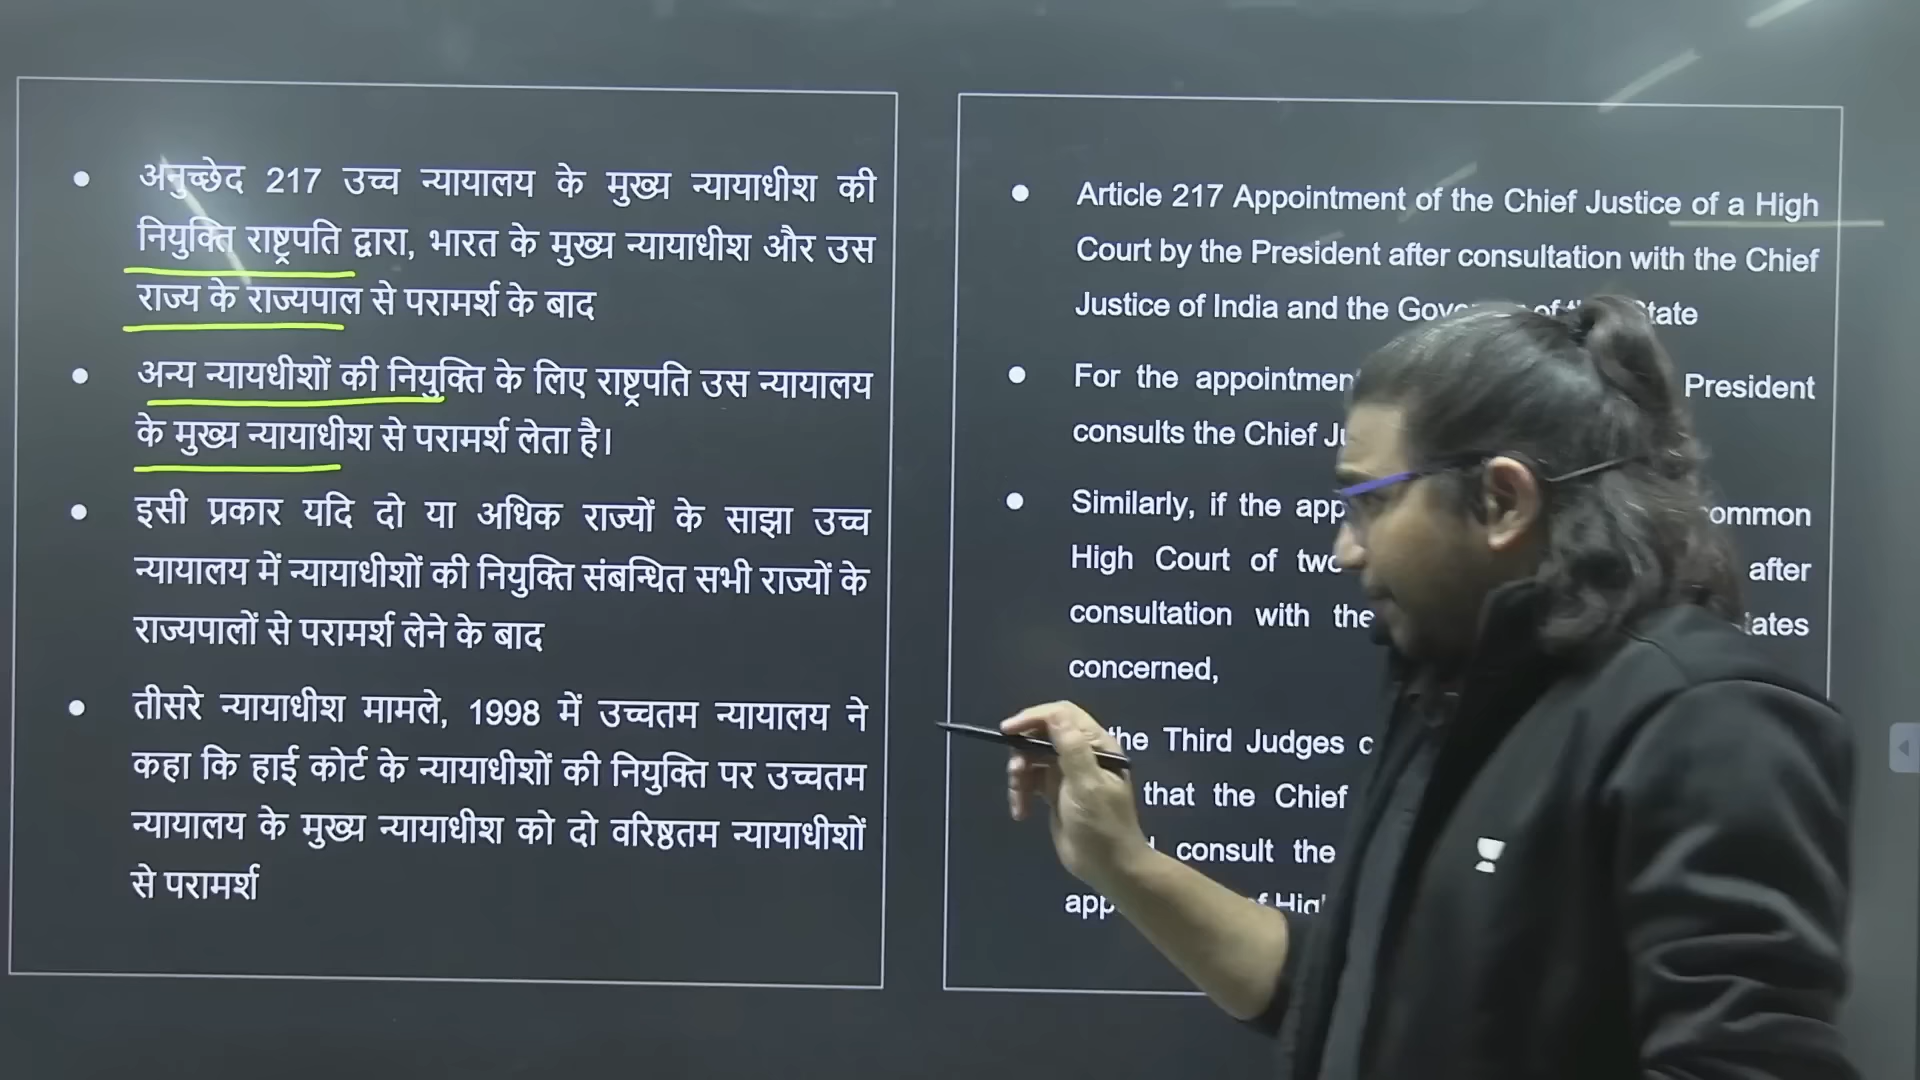 अनुच्छेद 217 उच्च न्यायालय के मुख्य न्यायाधीश की
नियुक्ति राष्ट्रपति द्वारा, भारत के मुख्य न्यायाधीश और उस
राज्य के राज्यपाल से परामर्श के बाद
अन्य न्यायधीशों की नियुक्ति के लिए राष्ट्रपति उस न्यायालय
के मुख्य न्यायाधीश से परामर्श लेता है।
इसी प्रकार यदि दो या अधिक राज्यों के साझा उच्च
न्यायालय में न्यायाधीशों की नियुक्ति संबन्धित सभी राज्यों के
राज्यपालों से परामर्श लेने के बाद
तीसरे न्यायाधीश मामले, 1998 में उच्चतम न्यायालय ने
कहा कि हाई कोर्ट के न्यायाधीशों की नियुक्ति पर उच्चतम
न्यायालय के मुख्य न्यायाधीश को दो वरिष्ठतम न्यायाधीशों
से परामर्श
Article 217 Appointment of the Chief Justice of a High
Court by the President after consultation with the Chief
Justice of India and the of
For the President
consults the Chief
Similarly, if the
High Court of after
consultation with the
concerned,
the Third Judges
that the Chief
consult the